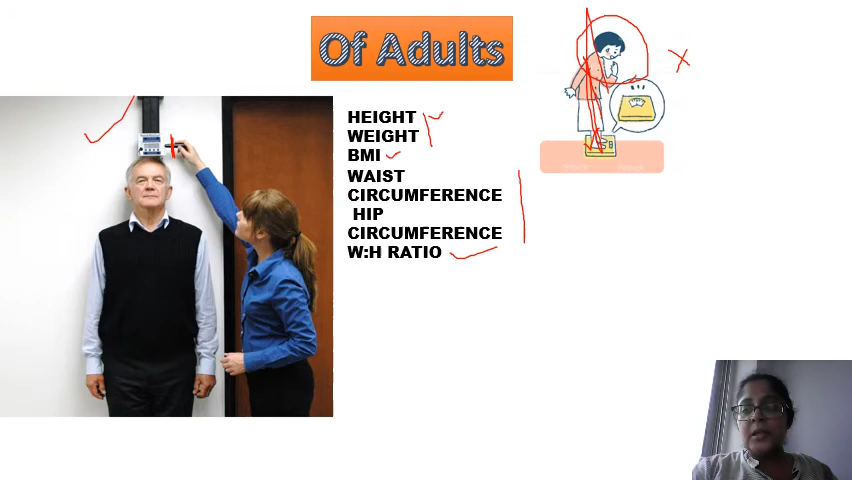 Of Adults
HEIGHT
WEIGHT
BMI
WAIST
CIRCUMFERENCE
HIP
CIRCUMFERENCE
W:H RATIO